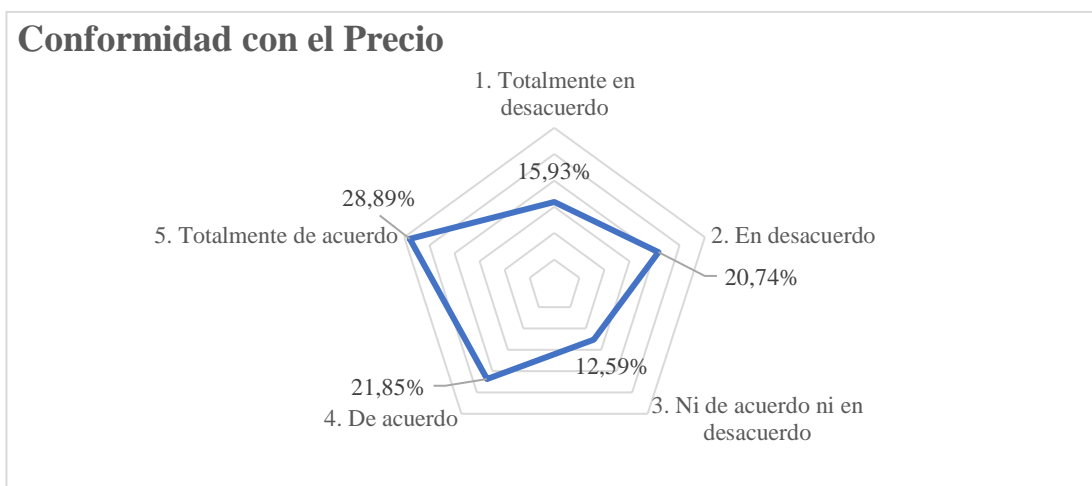 Conformidad con el Precio
1. Totalmente en
desacuerdo
15,93%
28,89%
5. Totalmente de acuerdo
2. En desacuerdo
20,74%
12,59%
21,85%
4. De acuerdo
3. Ni de acuerdo ni en
desacuerdo